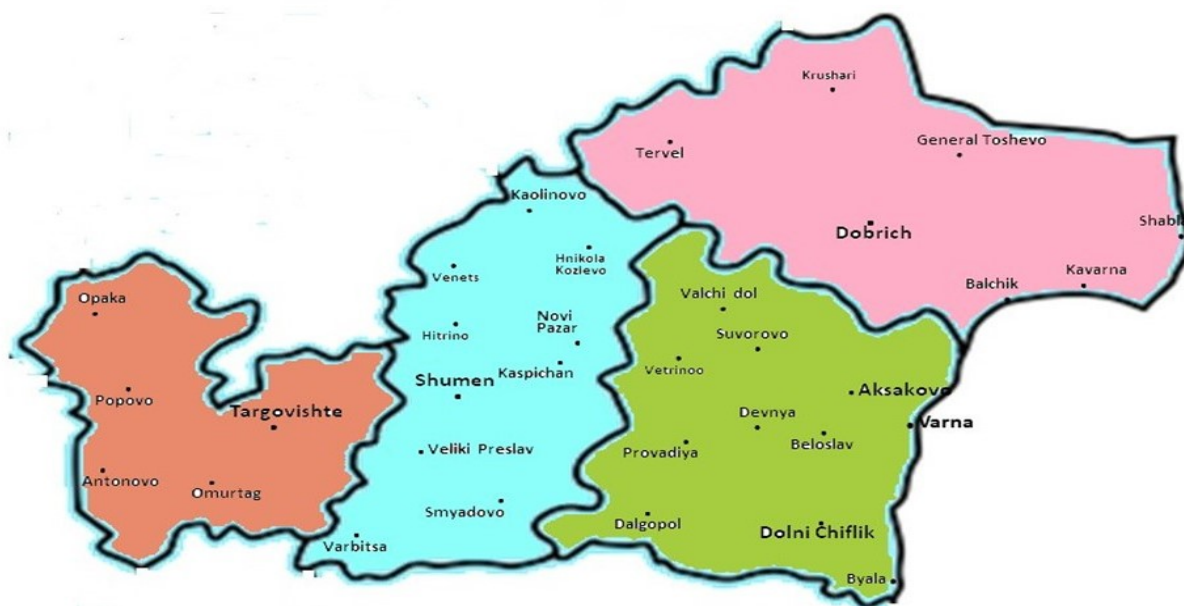 Krushari
General Toshevo
Tervel
Kaolinovo
Shabl
Dobrich
Hnikola
Kozlevo
Venets
Kavarna
Balchik
Valchi dol
Opaka
Novi
Pazar
Hitrino
Suvorovo
Vetrinoo
Kaspichan
Shumen
Aksakovo
Popovo
Targovishte
Devnya
Varna
Beloslav
Veliki Preslav
Provadiya
Antonovo
Omurtag
Smyadovo
Dalgopol
Dolni Chiflik
Varbitsa
Byala